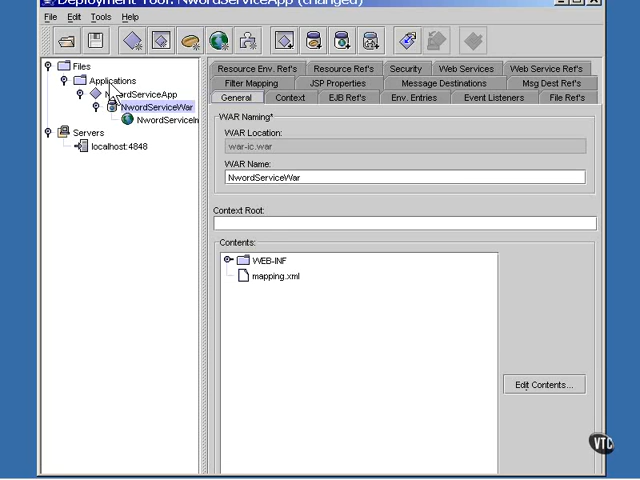 Deployment Tool: NwordServiceApp (changed)
File Edit Tools Help
Files
Applications
NwordServiceApp
NwordServiceWar
NwordServiceIn
Servers
localhost:4848
Resource Env. Ref's Resource Ref's Security Web Services Web Service Ref's
Filter Mapping JSP Properties Message Destinations Msg Dest Ref's
General Context EJB Ref's Env. Entries Event Listeners File Ref's
WAR Naming*
WAR Location:
war-ic.war
WAR Name:
NwordServiceWar
Context Root:
Contents:
WEB-INF
mapping.xml
Edit Contents...
VTC